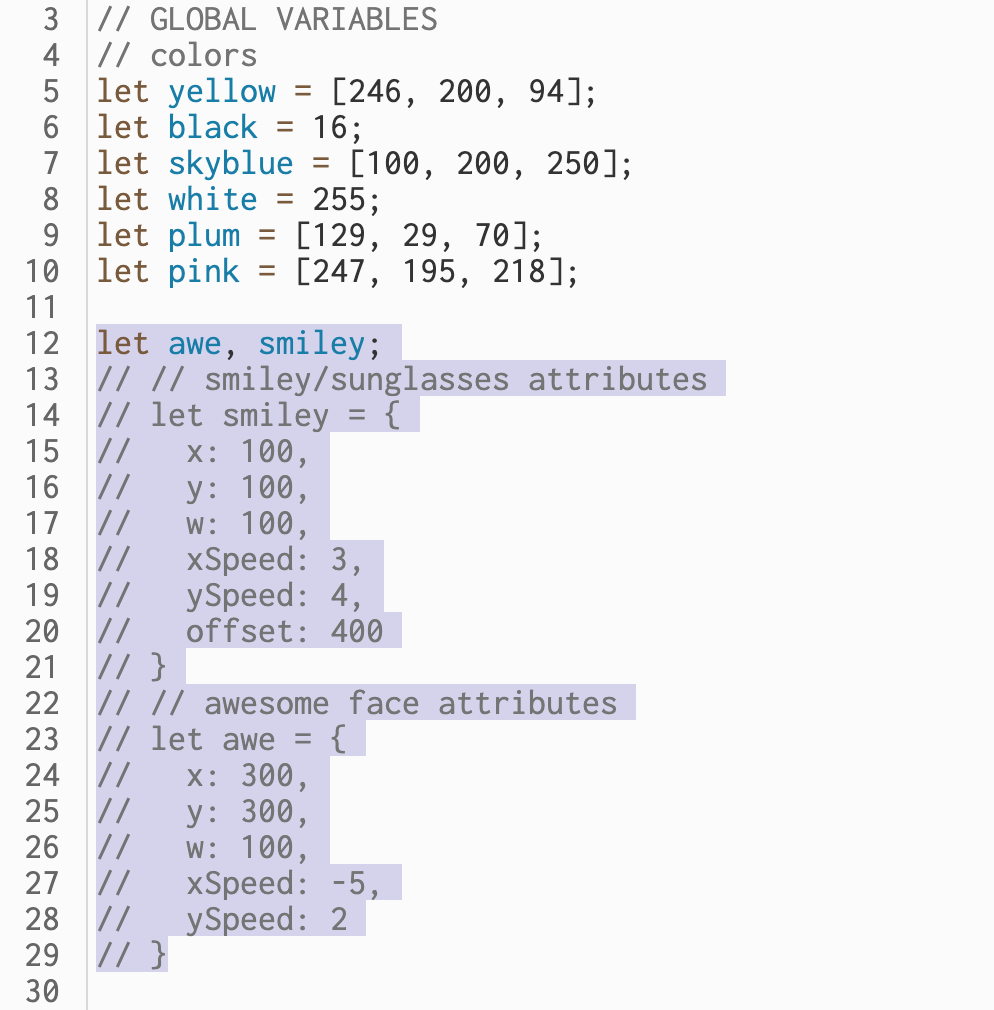 3 // GLOBAL VARIABLES
4 // colors
5 let yellow = [246, 200, 94];
6 let black = 16;
7 let skyblue = [100, 200, 250];
8 let white = 255;
9 let plum = [129, 29, 70];
10 let pink = [247, 195, 218];
11
12 let awe, smiley;
13 // // smiley/sunglasses attributes
14 // let smiley = {
15 //   x: 100,
16 //   y: 100,
17 //   w: 100,
18 //   xSpeed: 3,
19 //   ySpeed: 4,
20 //   offset: 400
21 // }
22 // // awesome face attributes
23 // let awe = {
24 //   x: 300,
25 //   y: 300,
26 //   w: 100,
27 //   xSpeed: -5,
28 //   ySpeed: 2
29 // }
30